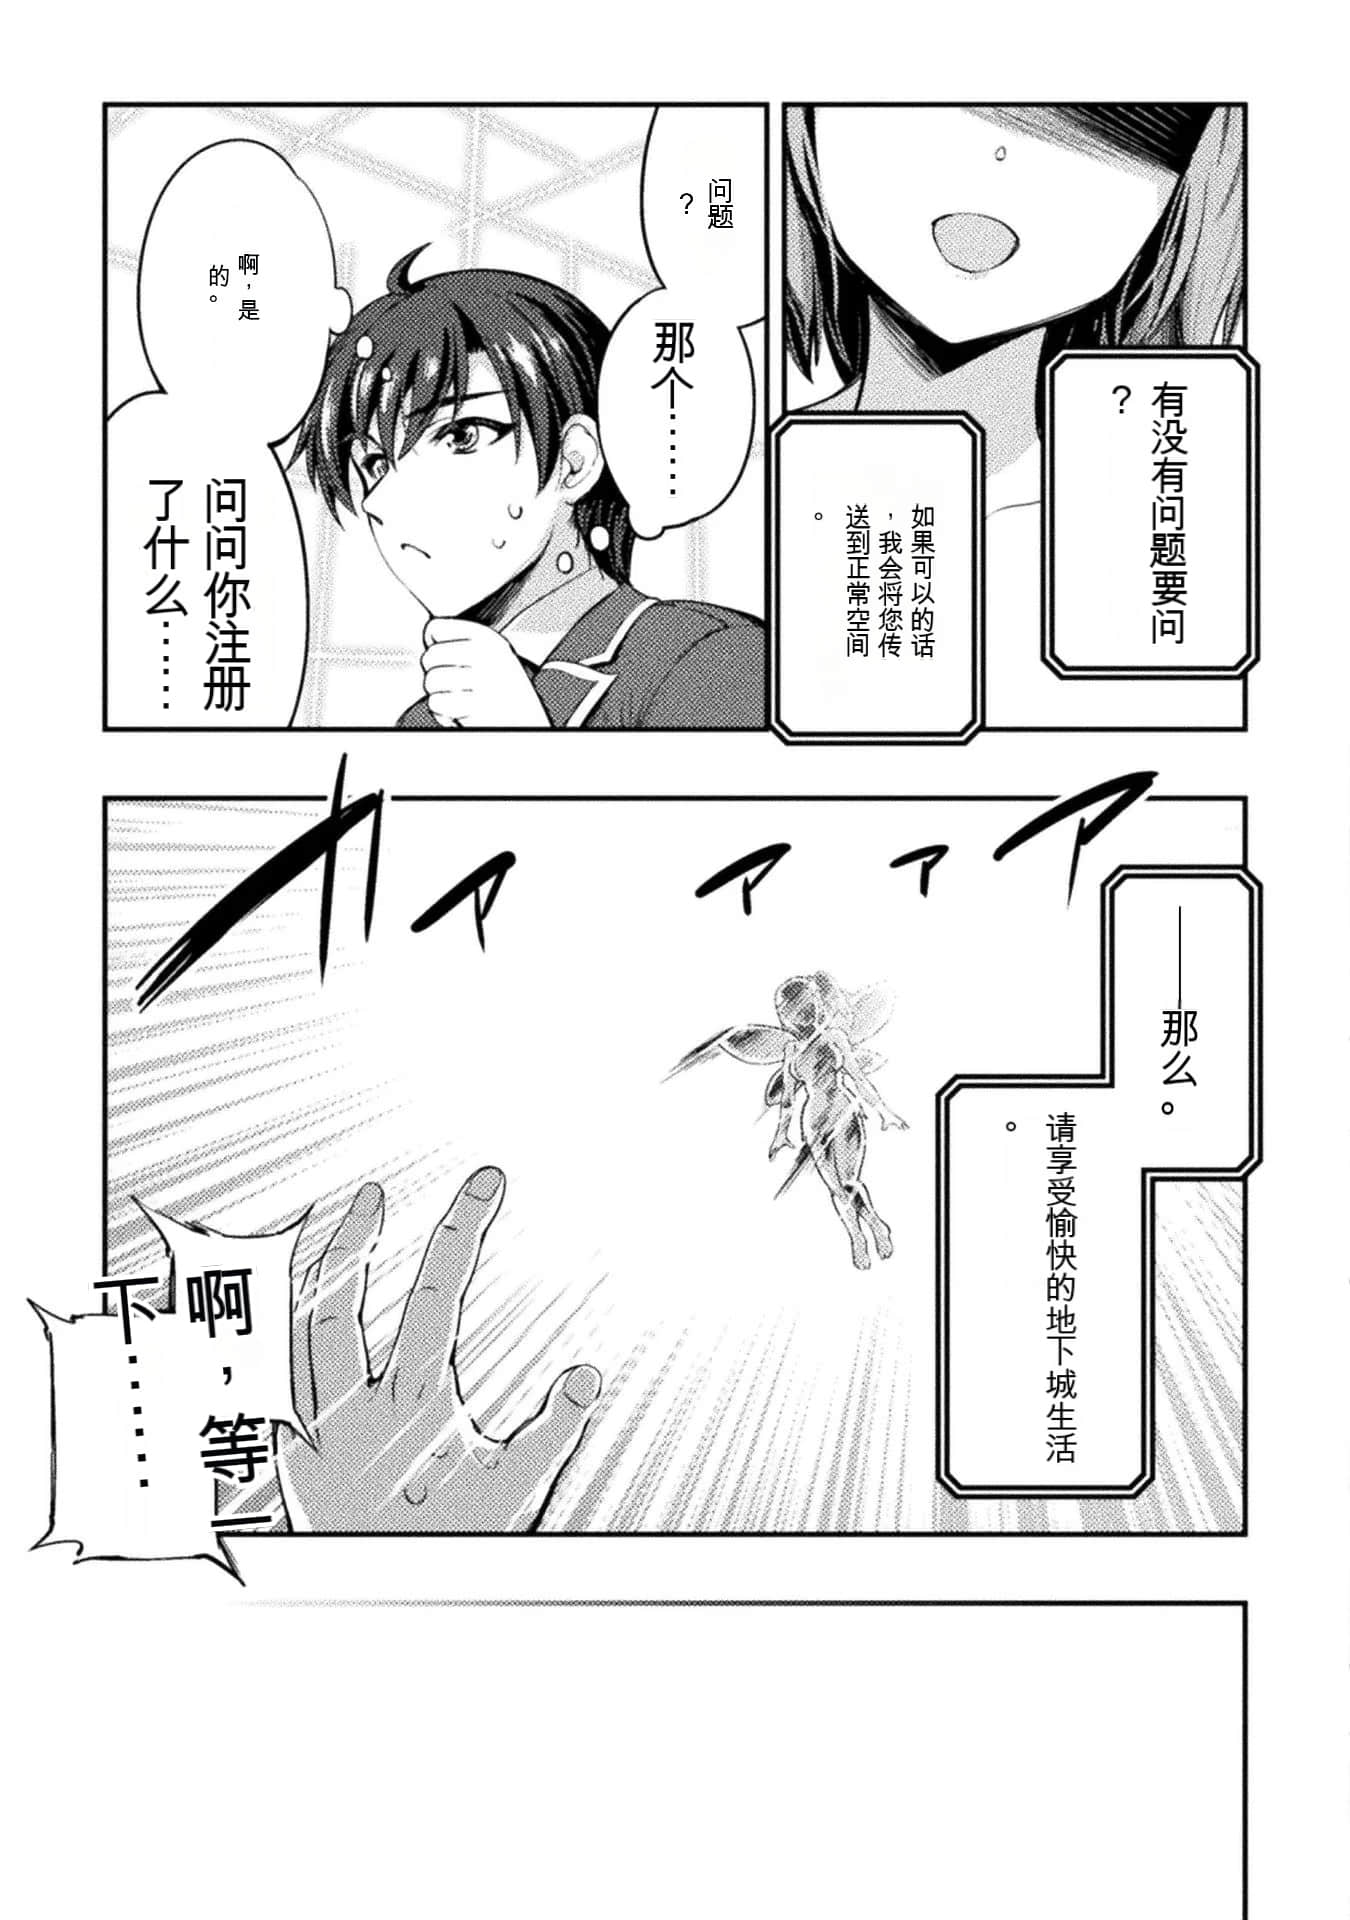 有没有问题要问
?
如果可以的话
，我会将您传
送到正常空间
。
问题
?
那
个……
啊，是
的。
问问你注册
了什么……
カァァァァ
——那么。
请享受愉快的地下城生活
。
啊，等一
下……